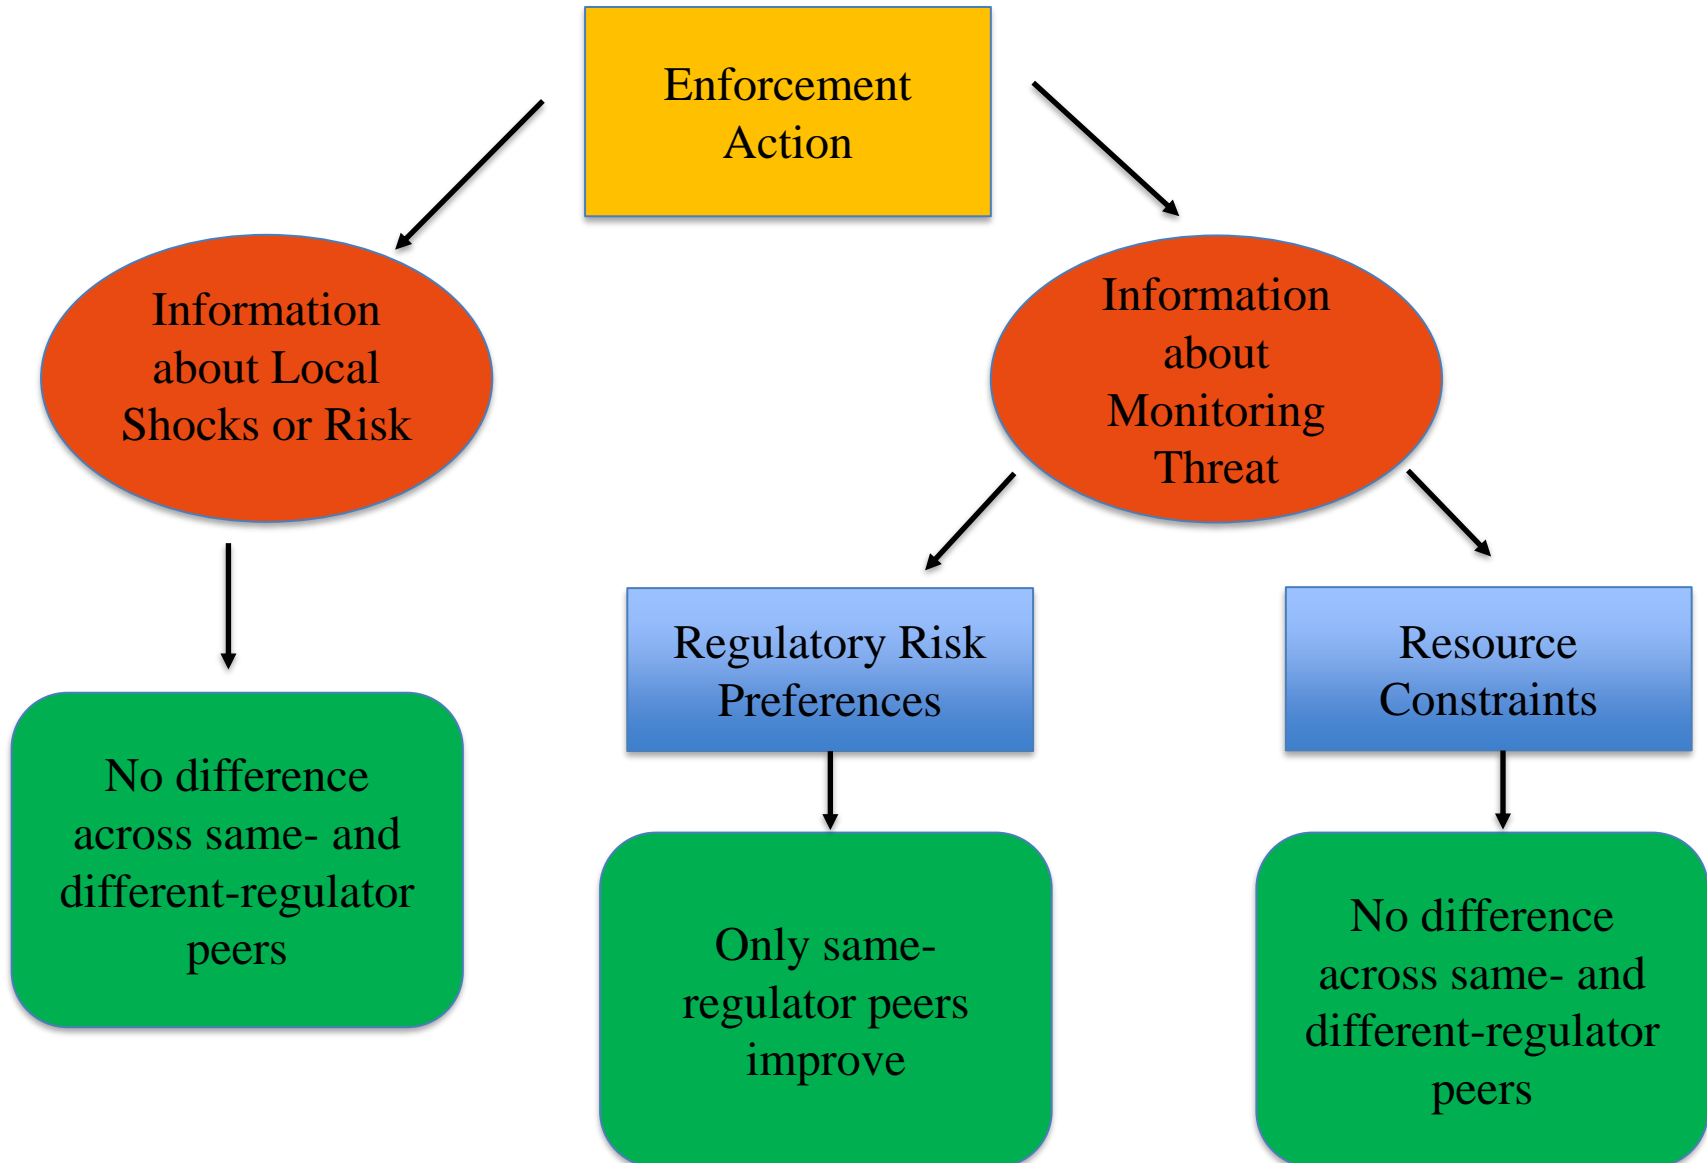 Enforcement
Action
Information
about Local
Shocks or Risk
Information
about
Monitoring
Threat
Regulatory Risk
Preferences
Resource
Constraints
No difference
across same- and
different-regulator
peers
Only same-
regulator peers
improve
No difference
across same- and
different-regulator
peers